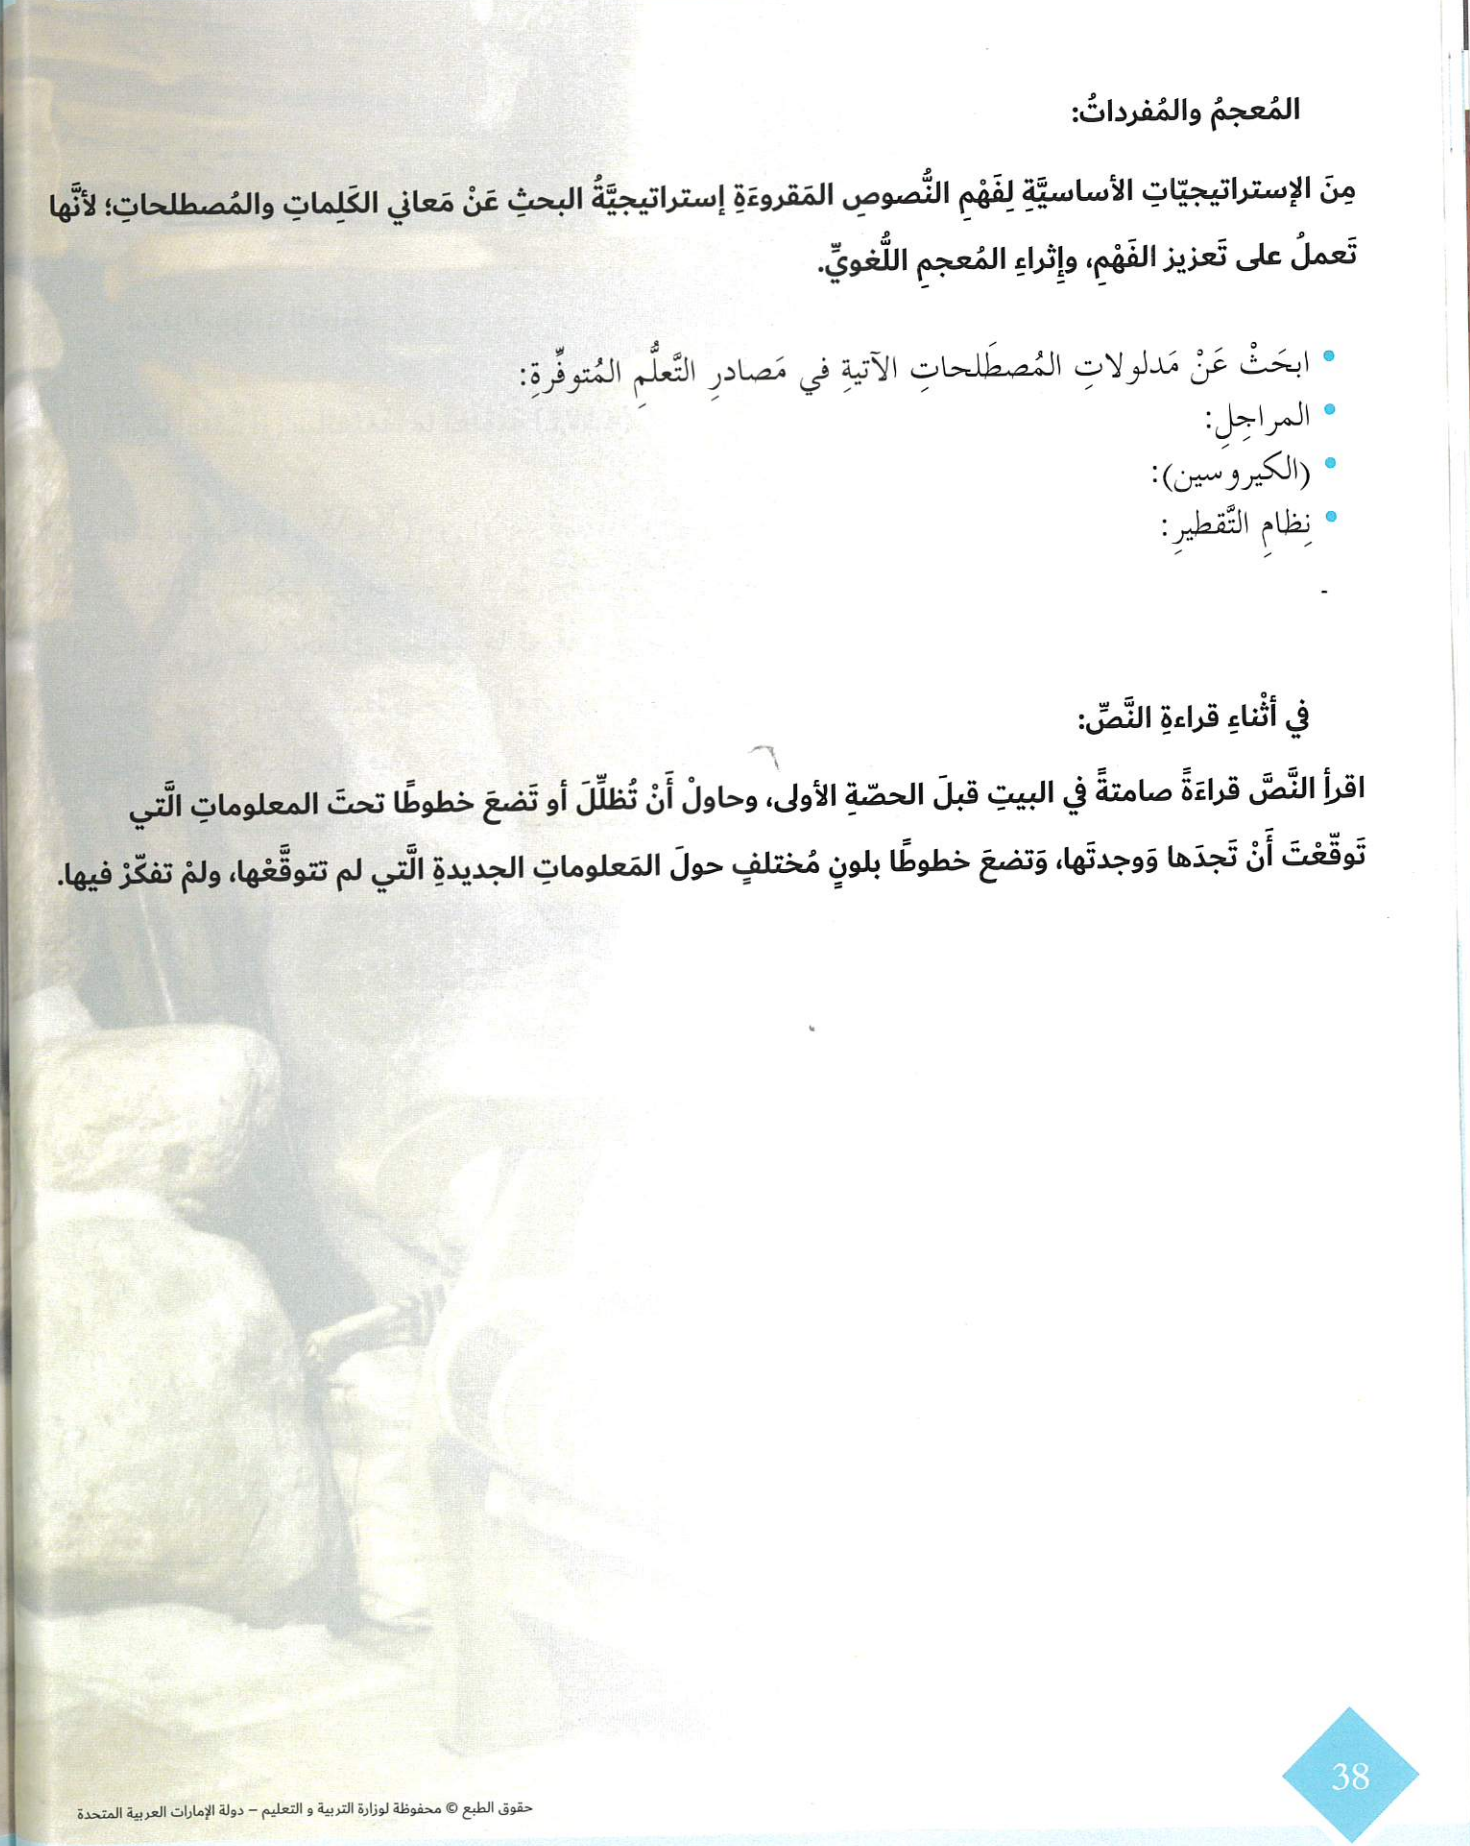 المُعجمُ والمُفرداتُ:
مِنَ الإستراتيجيّاتِ الأساسيَّةِ لِفَهْمِ النُّصوصِ المَقروءَةِ إستراتيجيَّةُ البحثِ عَنْ مَعاني الكَلِماتِ والمُصطلحاتِ؛ لأنَّها
تَعملُ على تَعزيز الفَهْمِ، وإِثراءِ المُعجمِ اللُّغويِّ.
• ابحَثْ عَنْ مَدلولاتِ المُصطَلحاتِ الآتيةِ في مَصادرِ التَّعلُّمِ المُتوفِّرةِ:
• المراجِلِ:
• (الكيروسين):
• نِظامِ التَّقطيرِ:
-
في أثْناءِ قراءةِ النَّصِّ:
اقرأِ النَّصَّ قراءَةً صامتةً في البيتِ قبلَ الحصّةِ الأولى، وحاولْ أَنْ تُظلِّلَ أو تَضعَ خطوطًا تحتَ المعلوماتِ الَّتي
تَوقّعْتَ أَنْ تَجدَها وَوجدتَها، وَتضعَ خطوطًا بلونٍ مُختلفٍ حولَ المَعلوماتِ الجديدةِ الَّتي لم تتوقَّعْها، ولمْ تفكّرْ فيها.
38
حقوق الطبع © محفوظة لوزارة التربية و التعليم – دولة الإمارات العربية المتحدة